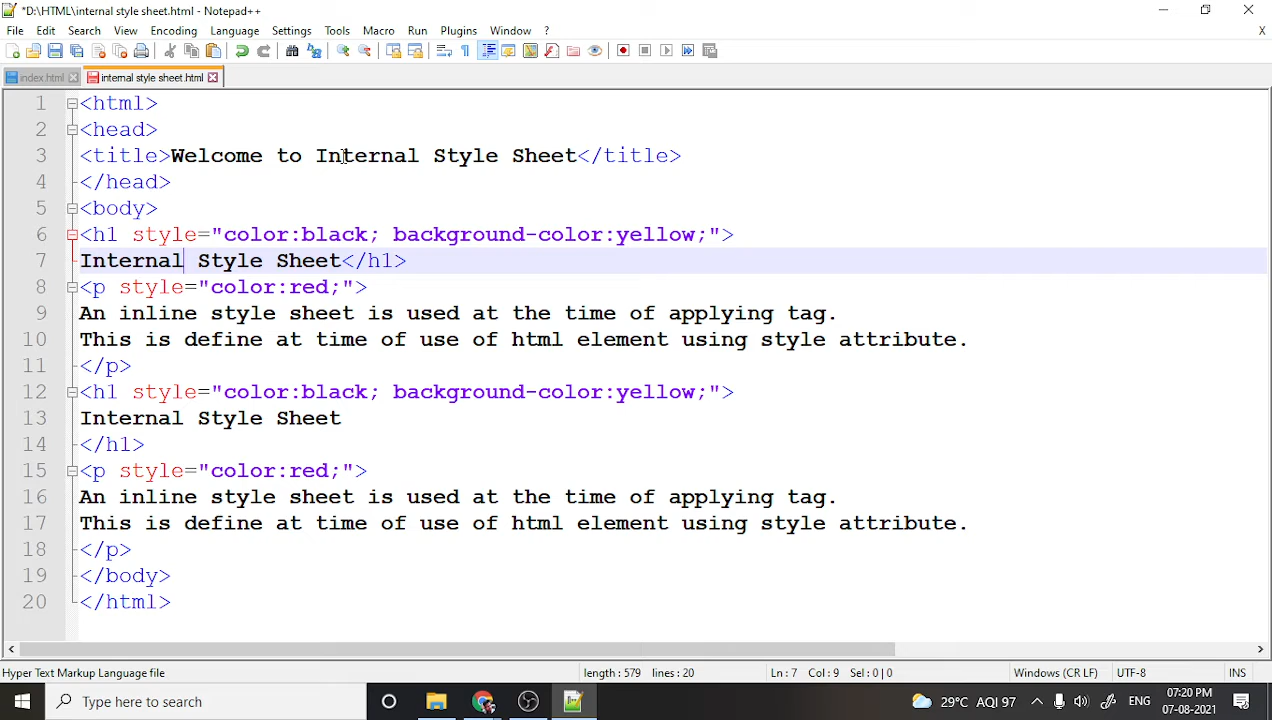 *D:\HTML\internal style sheet.html - Notepad++
File Edit Search View Encoding Language Settings Tools Macro Run Plugins Window ? X
index.html internal style sheet.html
1 <html>
2 <head>
3 <title>Welcome to Internal Style Sheet</title>
4 </head>
5 <body>
6 <h1 style="color:black; background-color:yellow;">
7 Internal Style Sheet</h1>
8 <p style="color:red;">
9 An inline style sheet is used at the time of applying tag.
10 This is define at time of use of html element using style attribute.
11 </p>
12 <h1 style="color:black; background-color:yellow;">
13 Internal Style Sheet
14 </h1>
15 <p style="color:red;">
16 An inline style sheet is used at the time of applying tag.
17 This is define at time of use of html element using style attribute.
18 </p>
19 </body>
20 </html>
Hyper Text Markup Language file length : 579 lines : 20 Ln : 7 Col : 9 Sel : 0 | 0 Windows (CR LF) UTF-8 INS
Type here to search 29°C AQI 97 ENG 07:20 PM
07-08-2021